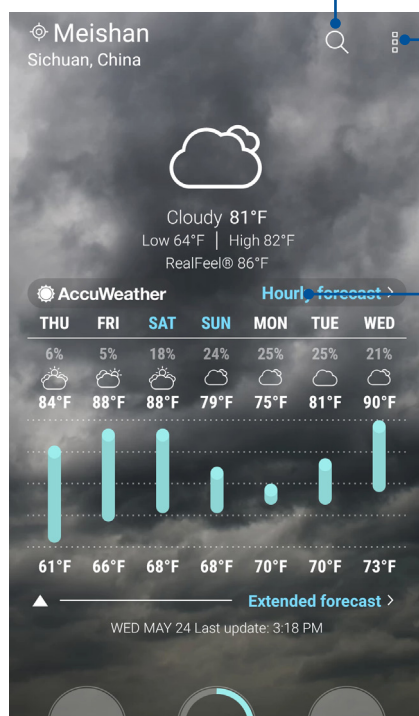 Meishan
Sichuan, China
Cloudy 81°F
Low 64°F | High 82°F
RealFeel® 86°F
AccuWeather Hourly forecast >
THU FRI SAT SUN MON TUE WED
6% 5% 18% 24% 25% 25% 21%
84°F 88°F 88°F 79°F 75°F 81°F 90°F
61°F 66°F 68°F 68°F 70°F 70°F 73°F
Extended forecast >
WED MAY 24 Last update: 3:18 PM